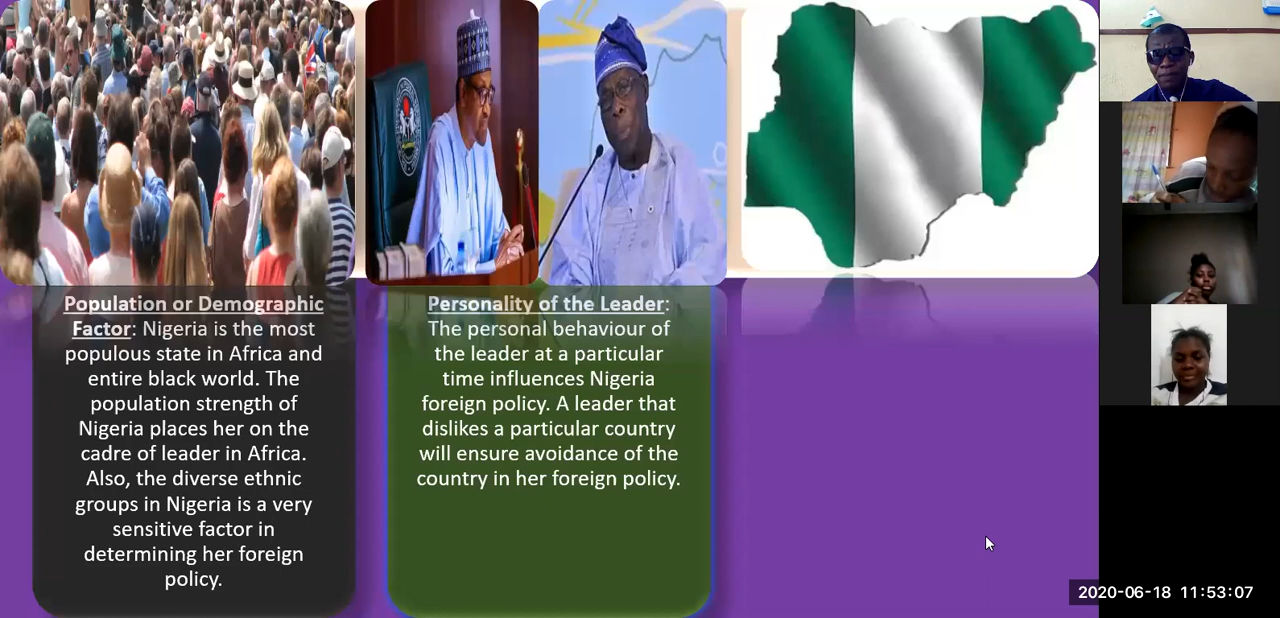 Population or Demographic
Factor: Nigeria is the most
populous state in Africa and
entire black world. The
population strength of
Nigeria places her on the
cadre of leader in Africa.
Also, the diverse ethnic
groups in Nigeria is a very
sensitive factor in
determining her foreign
policy.
Personality of the Leader:
The personal behaviour of
the leader at a particular
time influences Nigeria
foreign policy. A leader that
dislikes a particular country
will ensure avoidance of the
country in her foreign policy.
2020-06-18 11:53:07